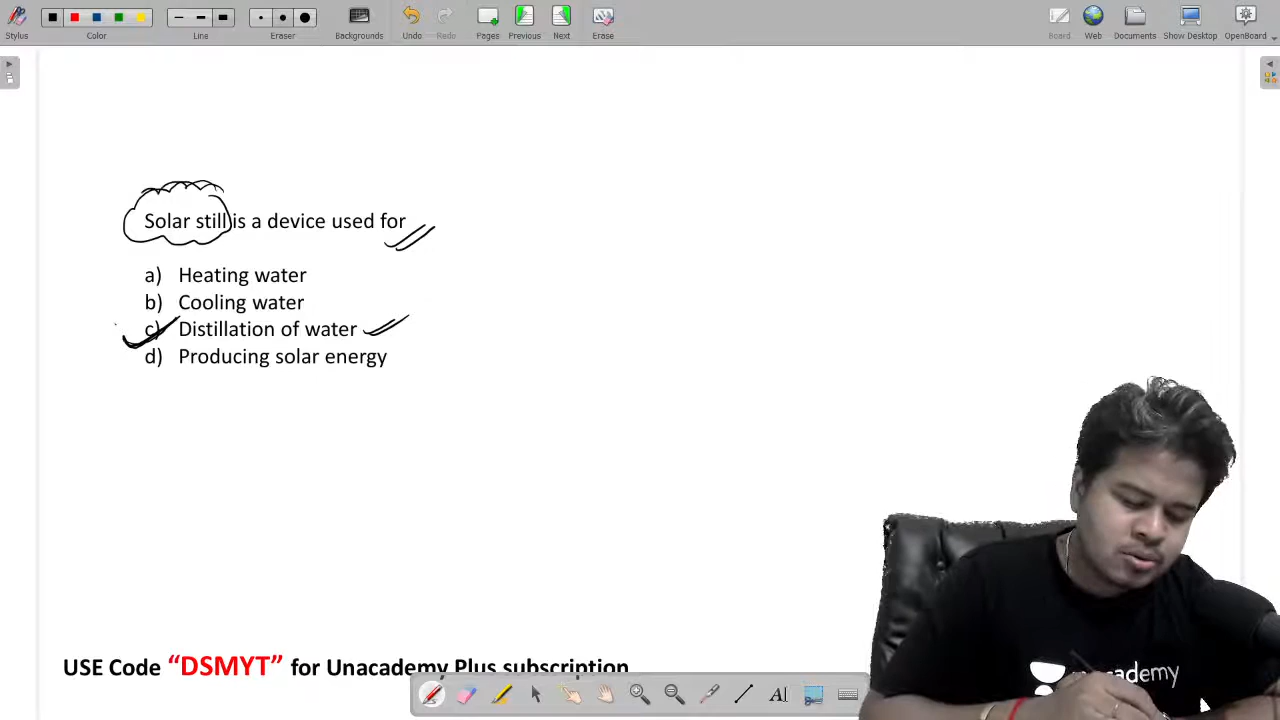 Stylus
Color
Line
Eraser
Backgrounds
Undo
Redo
Pages
Previous
Next
Erase
Board
Web
Documents
Show Desktop
OpenBoard
Solar still is a device used for
a) Heating water
b) Cooling water
c) Distillation of water
d) Producing solar energy
USE Code “DSMYT” for Unacademy Plus subscription
AI
academy